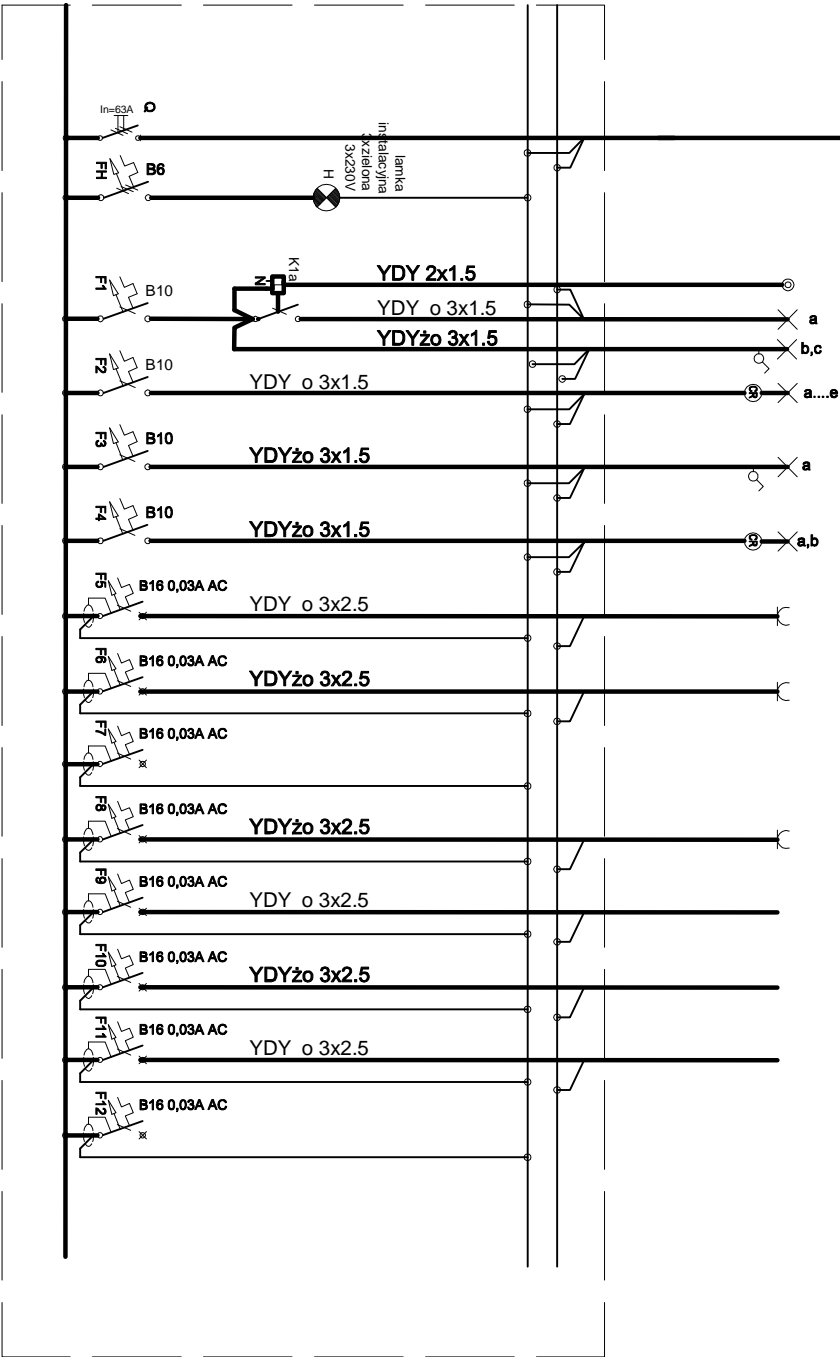 In=63A
Q
FH
B6
H
lamka
instalacyjna
3xzielona
3x230V
K1a
N
YDY 2x1.5
F1
B10
YDY o 3x1.5
a
YDYżo 3x1.5
b,c
F2
B10
YDY o 3x1.5
CR
a....e
F3
B10
YDYżo 3x1.5
a
F4
B10
YDYżo 3x1.5
CR
a,b
F5
B16 0,03A AC
YDY o 3x2.5
F6
B16 0,03A AC
YDYżo 3x2.5
F7
B16 0,03A AC
F8
B16 0,03A AC
YDYżo 3x2.5
F9
B16 0,03A AC
YDY o 3x2.5
F10
B16 0,03A AC
YDYżo 3x2.5
F11
B16 0,03A AC
YDY o 3x2.5
F12
B16 0,03A AC